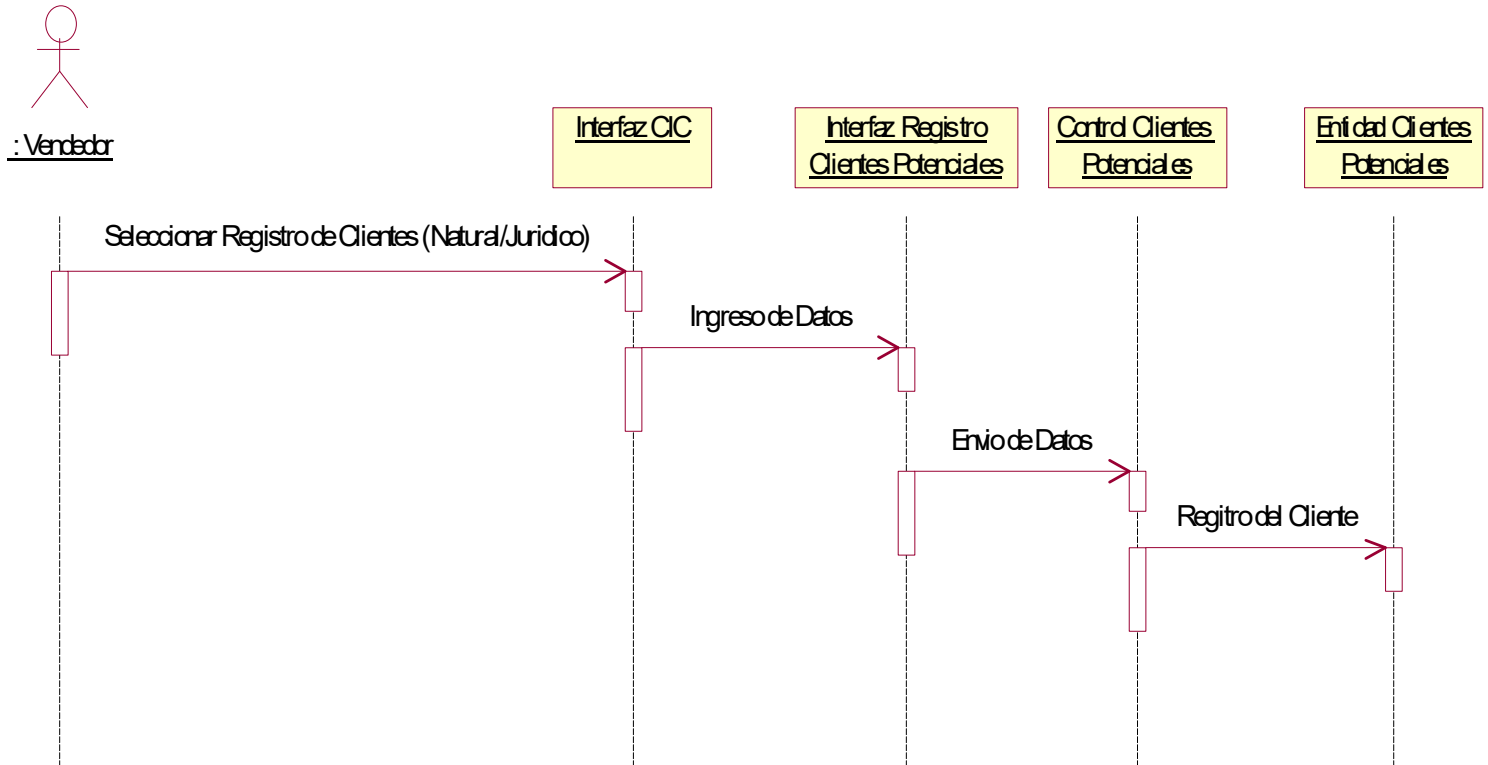 : Vendedor
Interfaz CIC
Interfaz Registro
Clientes Potenciales
Control Clientes
Potenciales
Entidad Clientes
Potenciales
Seleccionar Registro de Clientes (Natural/Juridico)
Ingreso de Datos
Envio de Datos
Regitro del Cliente